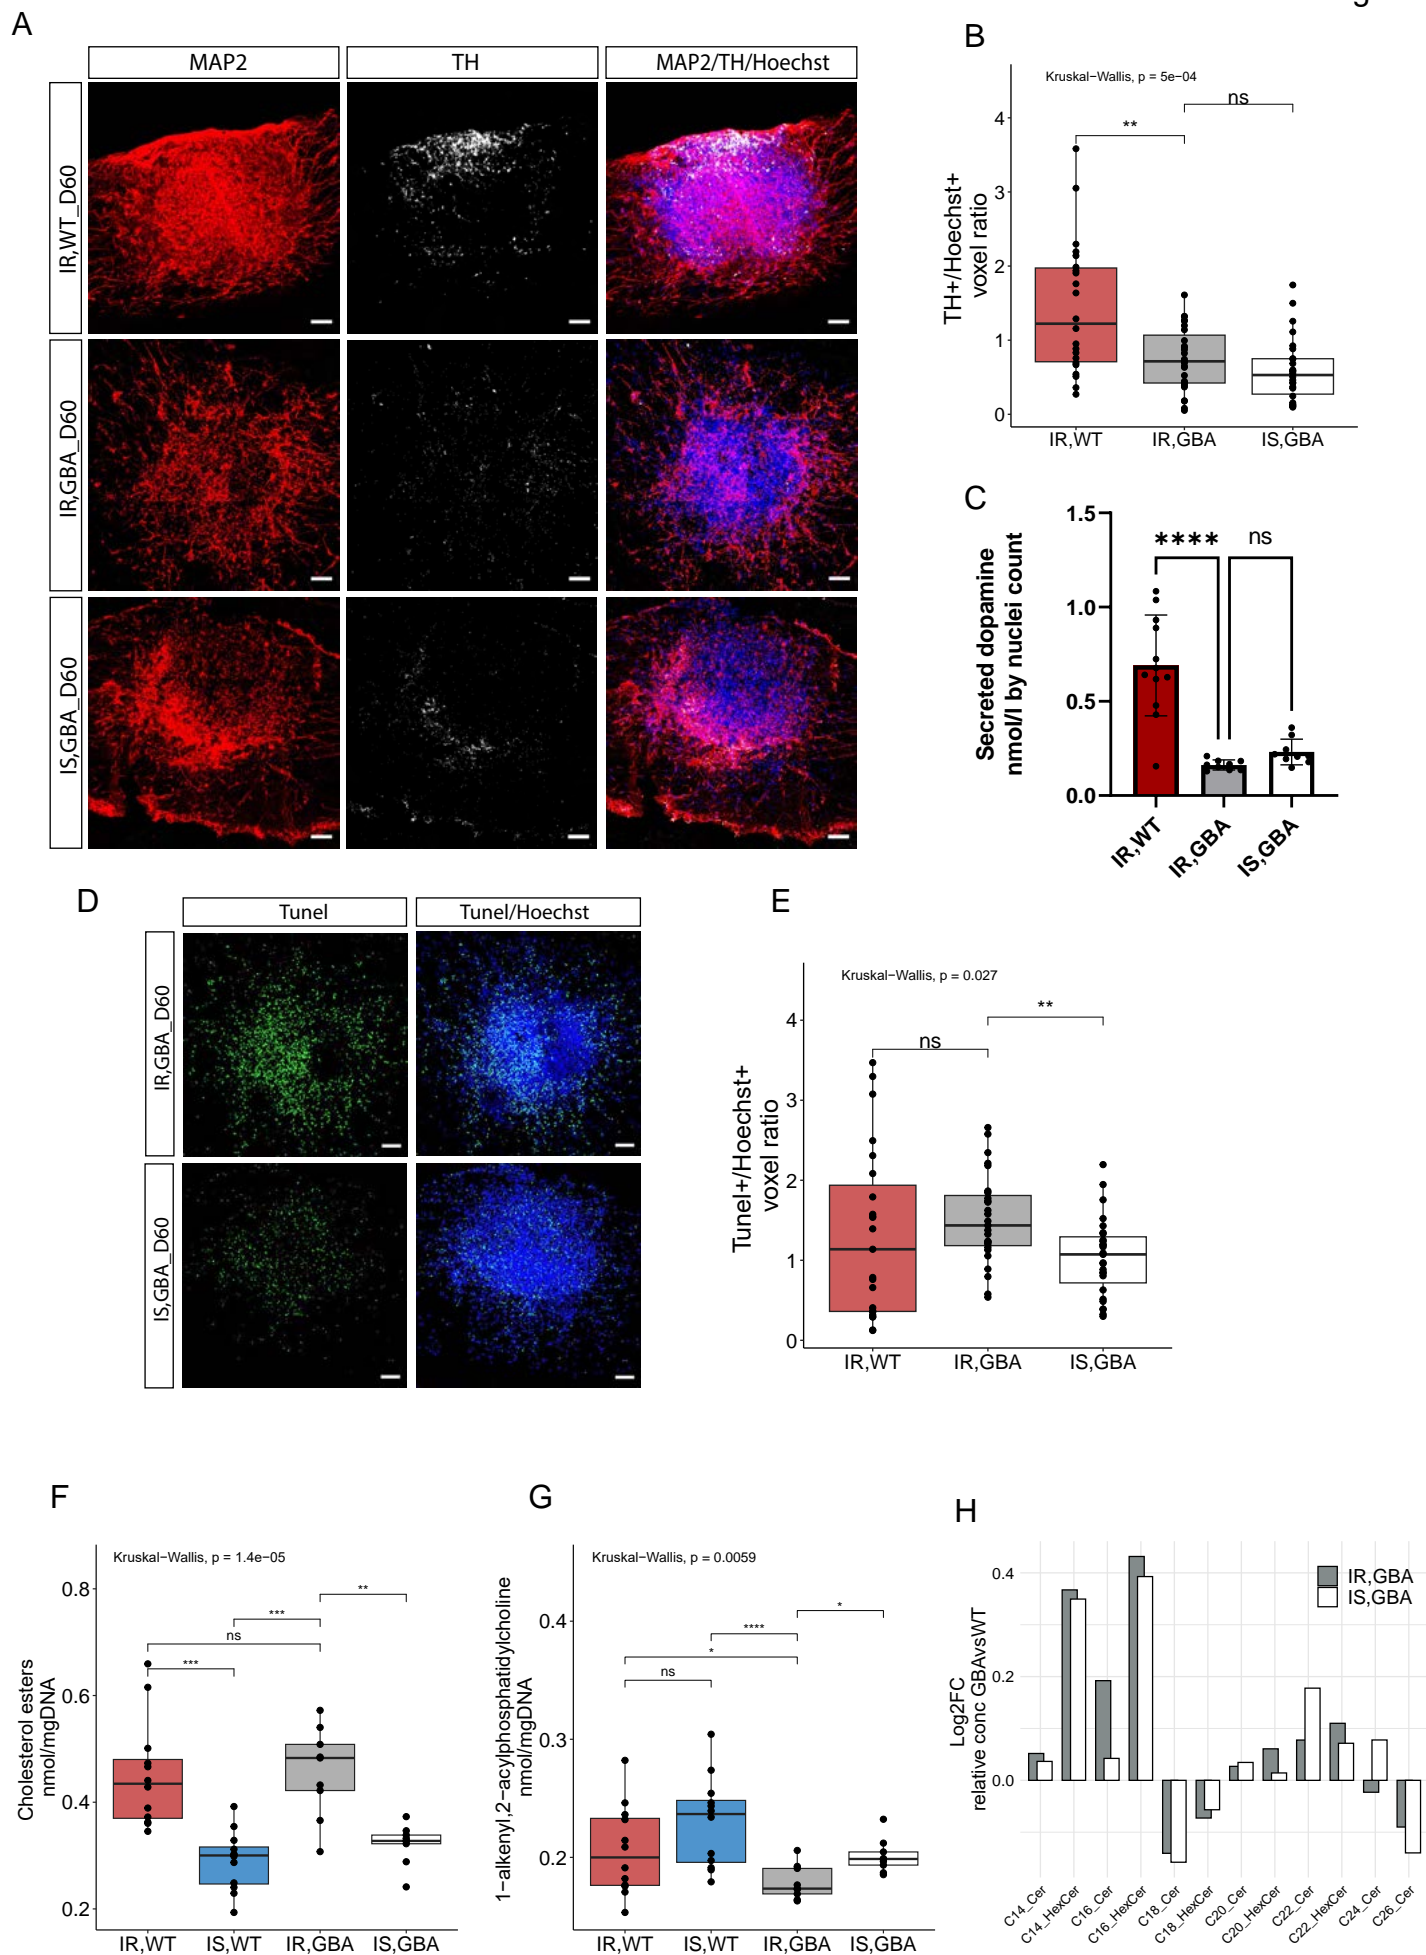 g
A
MAP2
TH
MAP2/TH/Hoechst
IR,WT_D60
IR,GBA_D60
IS,GBA_D60
B
Kruskal−Wallis, p = 5e−04
ns
**
4
3
2
1
0
TH+/Hoechst+
voxel ratio
IR,WT
IR,GBA
IS,GBA
C
1.5
1.0
0.5
0.0
Secreted dopamine
nmol/l by nuclei count
****
ns
IR,WT
IR,GBA
IS,GBA
D
Tunel
Tunel/Hoechst
IR,GBA_D60
IS,GBA_D60
E
Kruskal−Wallis, p = 0.027
**
ns
4
3
2
1
0
Tunel+/Hoechst+
voxel ratio
IR,WT
IR,GBA
IS,GBA
F
Kruskal−Wallis, p = 1.4e−05
**
***
ns
***
0.8
0.6
0.4
0.2
Cholesterol esters
nmol/mgDNA
IR,WT
IS,WT
IR,GBA
IS,GBA
G
Kruskal−Wallis, p = 0.0059
*
****
*
ns
0.4
0.3
0.2
1−alkenyl,2−acylphosphatidylcholine
nmol/mgDNA
IR,WT
IS,WT
IR,GBA
IS,GBA
H
IR,GBA
IS,GBA
0.4
0.2
0.0
Log2FC
relative conc GBAvsWT
C14_Cer
C14_HexCer
C16_Cer
C16_HexCer
C18_Cer
C18_HexCer
C20_Cer
C20_HexCer
C22_Cer
C22_HexCer
C24_Cer
C26_Cer